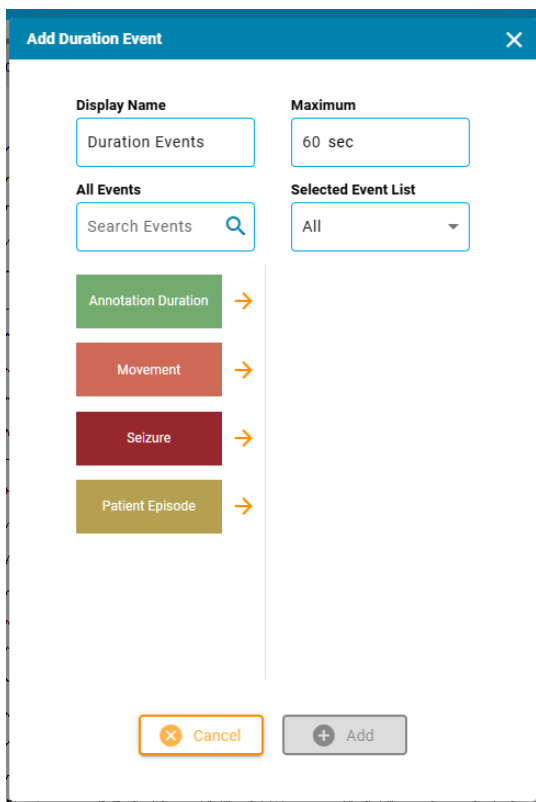 Add Duration Event
Display Name
Maximum
Duration Events
60 sec
All Events
Selected Event List
Search Events
All
Annotation Duration
Movement
Seizure
Patient Episode
Cancel
Add